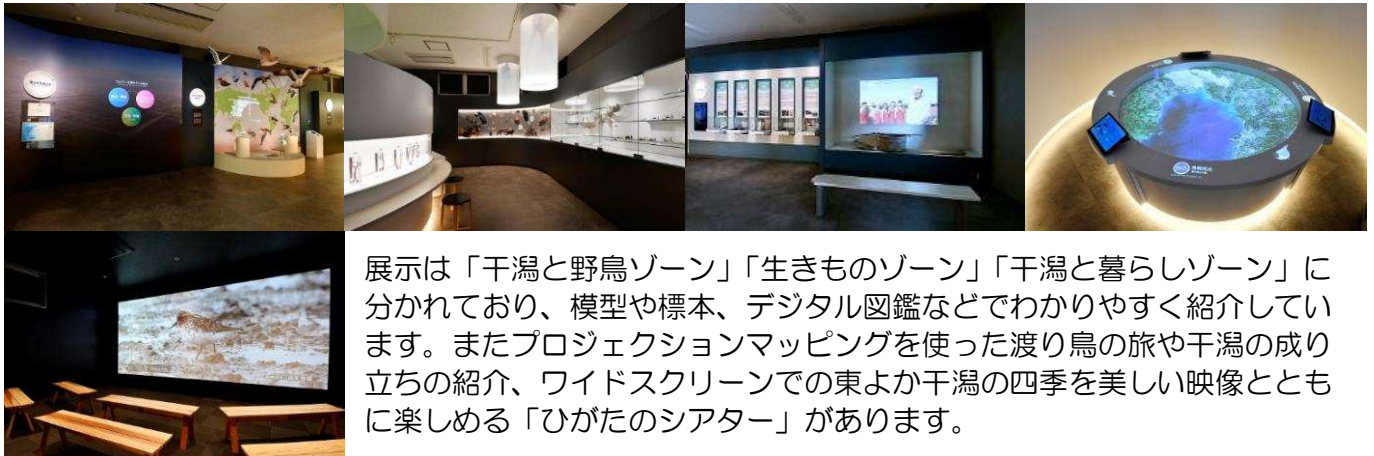 展示は「干潟と野鳥ゾーン」「生きものゾーン」「干潟と暮らしゾーン」に
分かれており、模型や標本、デジタル図鑑などでわかりやすく紹介してい
ます。またプロジェクションマッピングを使った渡り鳥の旅や干潟の成り
立ちの紹介、ワイドスクリーンでの東よか干潟の四季を美しい映像ととも
に楽しめる「ひがたのシアター」があります。